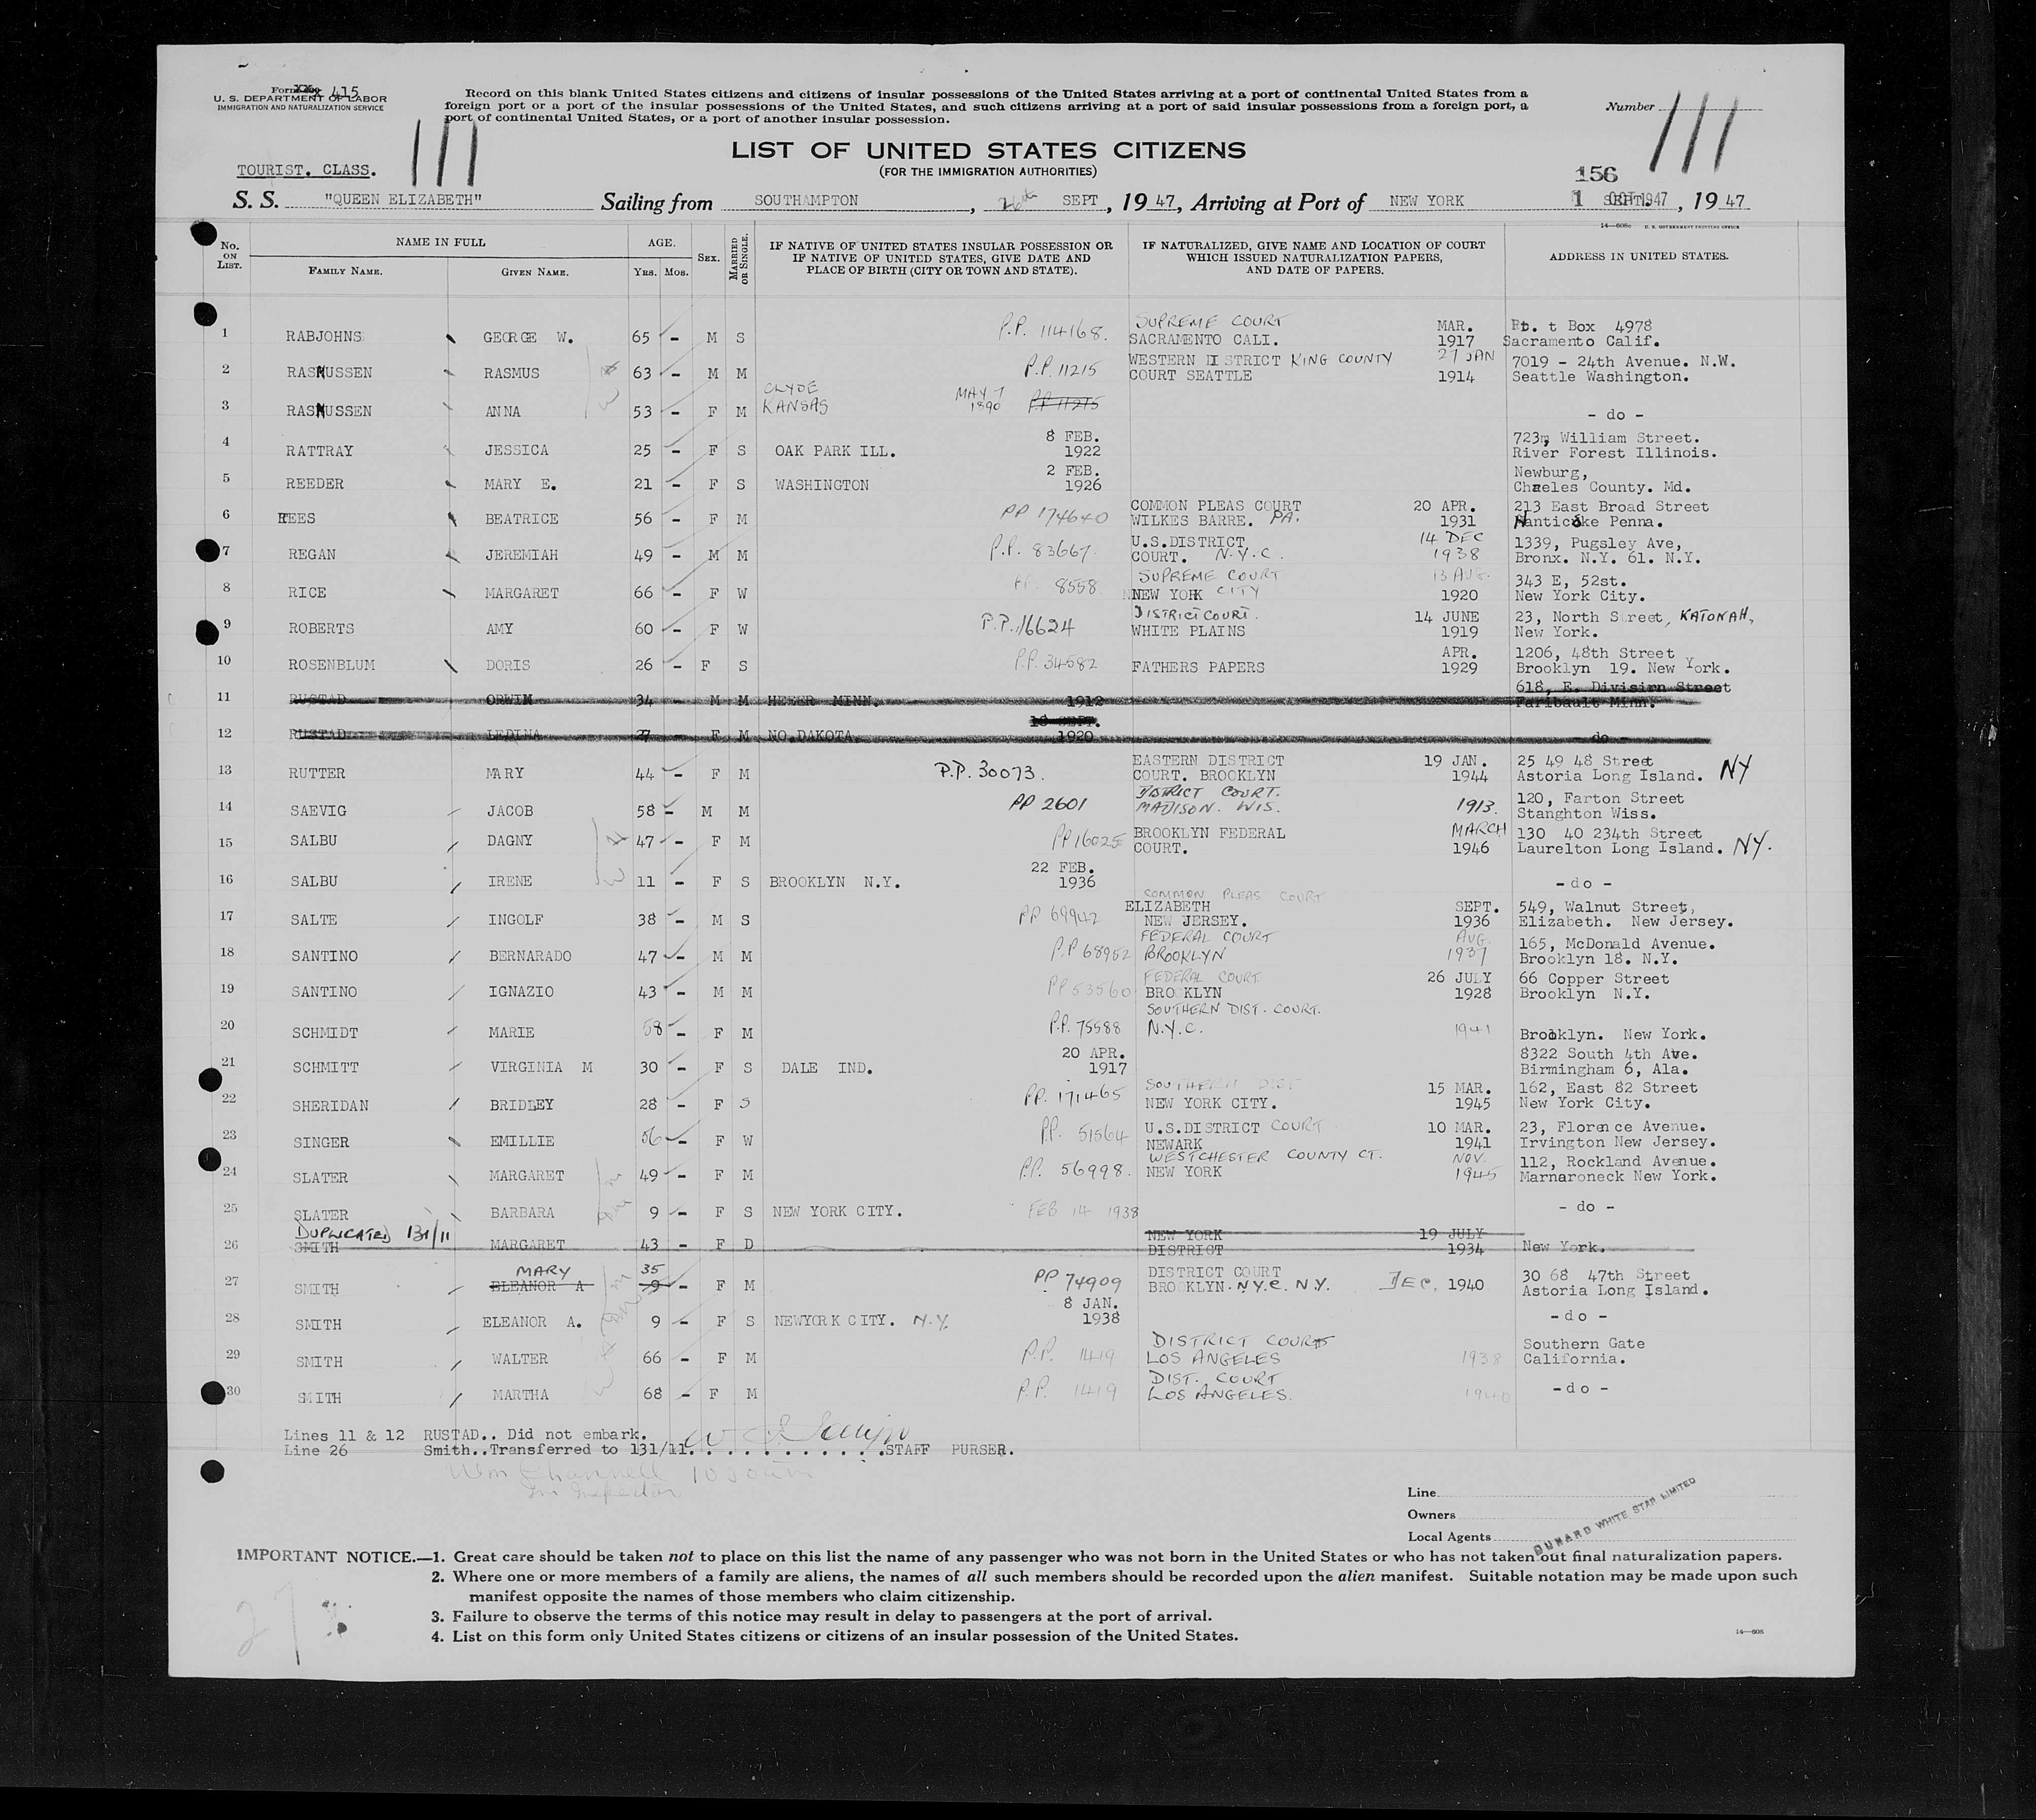 Form 415
U. S. DEPARTMENT OF LABOR
IMMIGRATION AND NATURALIZATION SERVICE
Record on this blank United States citizens and citizens of insular possessions of the United States arriving at a port of continental United States from a
foreign port or a port of the insular possessions of the United States, and such citizens arriving at a port of said insular possessions from a foreign port, a
port of continental United States, or a port of another insular possession.
Number 111
111
LIST OF UNITED STATES CITIZENS
(FOR THE IMMIGRATION AUTHORITIES)
TOURIST. CLASS.
156
S. S. "QUEEN ELIZABETH" Sailing from SOUTHAMPTON, 26th SEPT, 1947, Arriving at Port of NEW YORK 1 OCT 1947, 1947
14—608c U. S. GOVERNMENT PRINTING OFFICE
No. ON LIST. NAME IN FULL AGE. SEX. MARRIED OR SINGLE. IF NATIVE OF UNITED STATES INSULAR POSSESSION OR IF NATIVE OF UNITED STATES, GIVE DATE AND PLACE OF BIRTH (CITY OR TOWN AND STATE). IF NATURALIZED, GIVE NAME AND LOCATION OF COURT WHICH ISSUED NATURALIZATION PAPERS, AND DATE OF PAPERS. ADDRESS IN UNITED STATES.
FAMILY NAME. GIVEN NAME. YRS. MOS.
SUPREME COURT MAR. Rt. t Box 4978
1 RABJOHNS GEORGE W. 65 - M S P.P. 114168. SACRAMENTO CALI. 1917 Sacramento Calif.
WESTERN DISTRICT KING COUNTY 27 JAN 7019 - 24th Avenue. N.W.
2 RASMUSSEN RASMUS 63 - M M P.P. 11215 COURT SEATTLE 1914 Seattle Washington.
CLYDE MAY 7
3 RASMUSSEN ANNA 53 - F M KANSAS 1890 P.P 11215 - do -
8 FEB. 723, William Street.
4 RATTRAY JESSICA 25 - F S OAK PARK ILL. 1922 River Forest Illinois.
2 FEB. Newburg,
5 REEDER MARY E. 21 - F S WASHINGTON 1926 Chaeles County. Md.
COMMON PLEAS COURT 20 APR. 213 East Broad Street
6 REES BEATRICE 56 - F M PP 174640 WILKES BARRE. PA. 1931 Nanticoke Penna.
U.S.DISTRICT 14 DEC 1339, Pugsley Ave,
7 REGAN JEREMIAH 49 - M M P.P. 83667. COURT. N.Y.C. 1938 Bronx. N.Y. 61. N.Y.
SUPREME COURT 13 AUG. 343 E, 52st.
8 RICE MARGARET 66 - F W PP. 8558 NEW YORK CITY 1920 New York City.
DISTRICT COURT. 14 JUNE 23, North Street, KATONAH,
9 ROBERTS AMY 60 - F W P.P. 16624 WHITE PLAINS 1919 New York.
APR. 1206, 48th Street
10 ROSENBLUM DORIS 26 - F S P.P. 34582 FATHERS PAPERS 1929 Brooklyn 19. New York.
618, E. Divisirn Street
11 RUSTAD ORWIM 34 M M MINN. 1912 Faribault Minn.
18 SEPT.
12 RUSTAD LEDINA 27 F M NO.DAKOTA 1920 - do -
EASTERN DISTRICT 19 JAN. 25 49 48 Street
13 RUTTER MARY 44 - F M P.P. 30073. COURT. BROOKLYN 1944 Astoria Long Island. NY
DISTRICT COURT. 120, Farton Street
14 SAEVIG JACOB 58 - M M PP 2601 MADISON. WIS. 1913. Stanghton Wiss.
BROOKLYN FEDERAL MARCH 130 40 234th Street
15 SALBU DAGNY 47 - F M PP 16025 COURT. 1946 Laurelton Long Island. NY.
22 FEB.
16 SALBU IRENE 11 - F S BROOKLYN N.Y. 1936 - do -
COMMON PLEAS COURT
ELIZABETH SEPT. 549, Walnut Street,
17 SALTE INGOLF 38 - M S PP 69942 NEW JERSEY. 1936 Elizabeth. New Jersey.
FEDERAL COURT AUG. 165, McDonald Avenue.
18 SANTINO BERNARADO 47 - M M P.P 68952 BROOKLYN 1937 Brooklyn 18. N.Y.
FEDERAL COURT 26 JULY 66 Copper Street
19 SANTINO IGNAZIO 43 - M M PP 53560 BROOKLYN 1928 Brooklyn N.Y.
SOUTHERN DIST. COURT.
20 SCHMIDT MARIE 58 - F M P.P. 75588 N.Y.C. 1941 Brooklyn. New York.
20 APR. 8322 South 4th Ave.
21 SCHMITT VIRGINIA M 30 - F S DALE IND. 1917 Birmingham 6, Ala.
SOUTHERN DIST 15 MAR. 162, East 82 Street
22 SHERIDAN BRIDLEY 28 - F S P.P. 171465 NEW YORK CITY. 1945 New York City.
U.S.DISTRICT COURT 10 MAR. 23, Florence Avenue.
23 SINGER EMILLIE 56 - F W P.P. 51564 NEWARK 1941 Irvington New Jersey.
WESTCHESTER COUNTY CT. NOV. 112, Rockland Avenue.
24 SLATER MARGARET 49 - F M P.P. 56998. NEW YORK 1945 Marnaroneck New York.
25 SLATER BARBARA 9 - F S NEW YORK CITY. FEB 14 1938 - do -
DUPLICATED 131/11 NEW YORK 19 JULY
26 SMITH MARGARET 43 - F D DISTRICT 1934 New York.
MARY 35 DISTRICT COURT 30 68 47th Street
27 SMITH ELEANOR A 9 - F M PP 74909 BROOKLYN. N.Y.C. N.Y. DEC. 1940 Astoria Long Island.
8 JAN.
28 SMITH ELEANOR A. 9 - F S NEWYORK CITY. N.Y. 1938 - do -
DISTRICT COURT Southern Gate
29 SMITH WALTER 66 - F M P.P. 1419 LOS ANGELES 1938 California.
DIST. COURT
30 SMITH MARTHA 68 - F M P.P. 1419 LOS ANGELES. 1940 - do -
Lines 11 & 12 RUSTAD.. Did not embark.
Line 26 Smith..Transferred to 131/11. . . . . . . . . . .STAFF PURSER.
Wm Channell
Im Inspector
Line
Owners
Local Agents
CUNARD WHITE STAR LIMITED
IMPORTANT NOTICE.—1. Great care should be taken not to place on this list the name of any passenger who was not born in the United States or who has not taken out final naturalization papers.
2. Where one or more members of a family are aliens, the names of all such members should be recorded upon the alien manifest. Suitable notation may be made upon such
manifest opposite the names of those members who claim citizenship.
3. Failure to observe the terms of this notice may result in delay to passengers at the port of arrival.
4. List on this form only United States citizens or citizens of an insular possession of the United States.
27
14—608